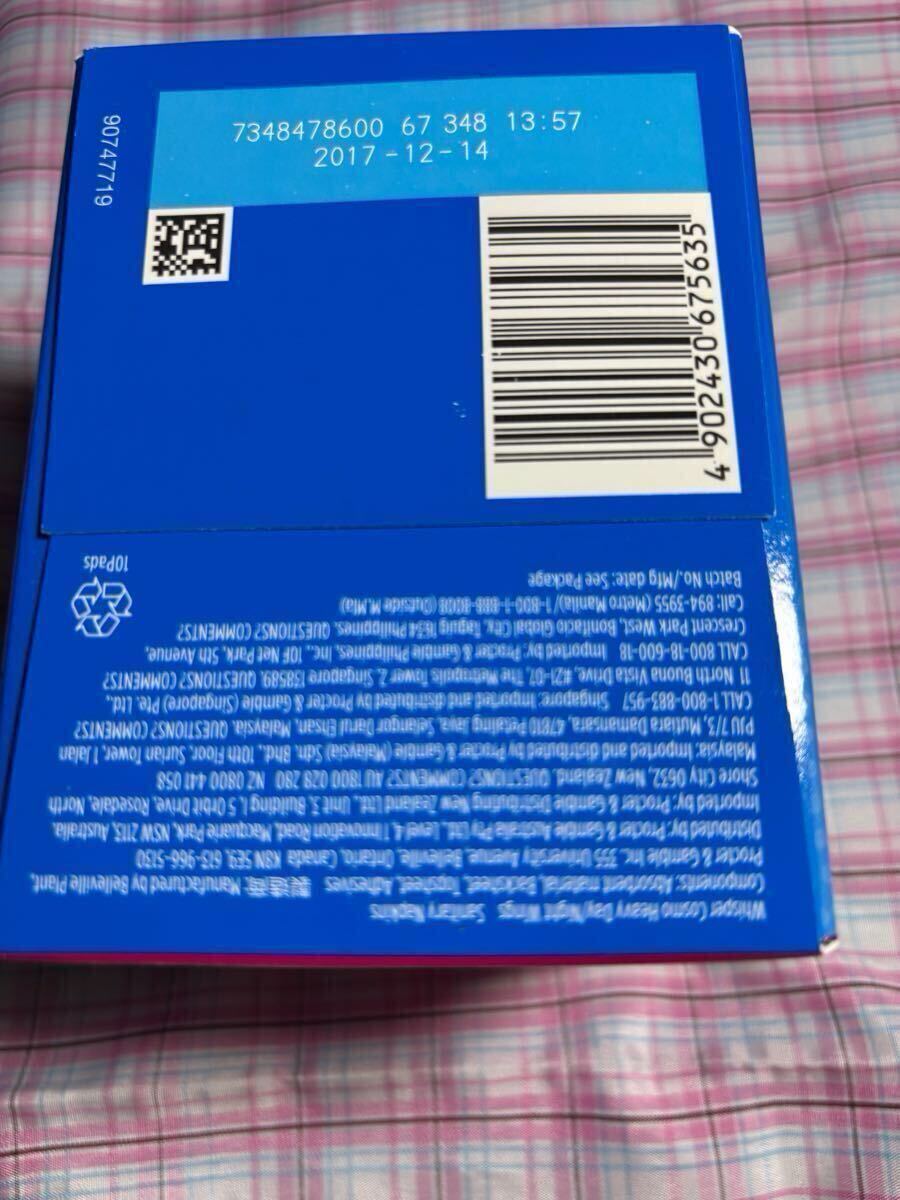 7348478600 67 348 13:57
2017-12-14
90747719
4 902430 675635
Whisper Cosmo Heavy Day/Night Wings Sanitary Napkins
Components: Absorbent material, Backsheet, Topsheet, Adhesives 製造商 Manufactured by Belleville Plant,
Procter & Gamble Inc. 355 University Avenue, Belleville, Ontario, Canada, K8N 5E9, 613-966-5130
Distributed by: Procter & Gamble Australia Pty Ltd, Level 4, 1 Innovation Road, Macquarie Park, NSW 2113, Australia,
Imported by: Procter & Gamble Distributing New Zealand Ltd., Unit 3, Building 1, 5 Orbit Drive, Rosedale, North
Shore City 0632, New Zealand. QUESTIONS? COMMENTS? AU 1800 028 280 NZ 0800 441 058
Malaysia: Imported and distributed by Procter & Gamble (Malaysia) Sdn. Bhd., 10th Floor, Surian Tower, 1 Jalan
PJU 7/3, Mutiara Damansara, 47810 Petaling Jaya, Selangor Darul Ehsan, Malaysia. QUESTIONS? COMMENTS?
CALL 1-800-883-957 Singapore: Imported and distributed by Procter & Gamble (Singapore) Pte. Ltd.,
11 North Buona Vista Drive, #21-07, The Metropolis Tower 2, Singapore 138589. QUESTIONS? COMMENTS?
CALL 800-18-600-18 Imported by: Procter & Gamble Philippines, Inc., 10F Net Park, 5th Avenue,
Crescent Park West, Bonifacio Global City, Taguig 1634 Philippines. QUESTIONS? COMMENTS?
Call: 894-3955 (Metro Manila) / 1-800-1-888-8008 (Outside M.Mla)
Batch No./Mfg date: See Package
10Pads